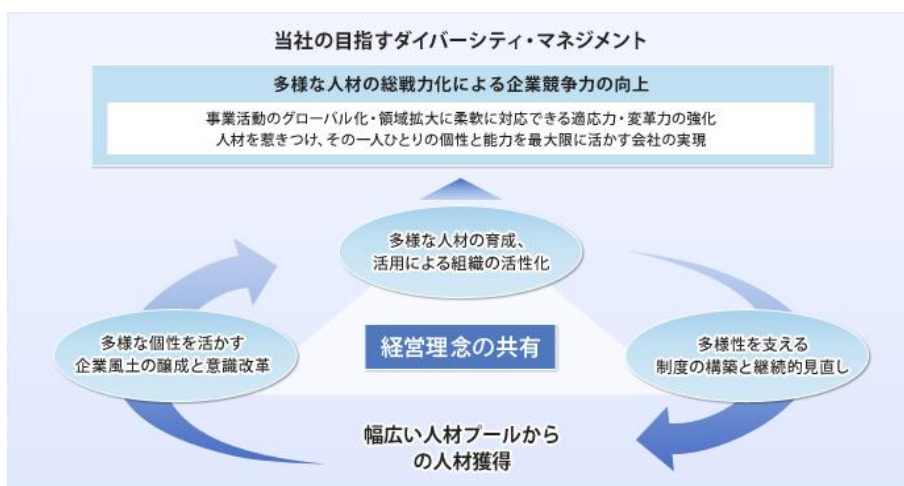 当社の目指すダイバーシティ・マネジメント
多様な人材の総戦力化による企業競争力の向上
事業活動のグローバル化・領域拡大に柔軟に対応できる適応力・変革力の強化
人材を惹きつけ、その一人ひとりの個性と能力を最大限に活かす会社の実現
多様な人材の育成、
活用による組織の活性化
多様な個性を活かす
企業風土の醸成と意識改革
経営理念の共有
多様性を支える
制度の構築と継続的見直し
幅広い人材プールから
の人材獲得